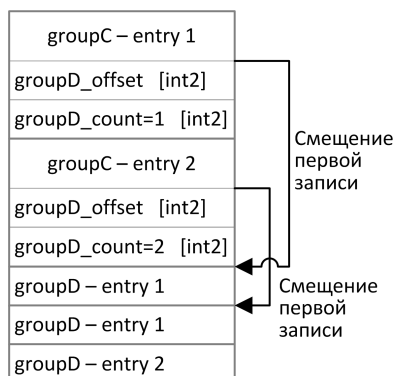 groupC – entry 1
groupD_offset [int2]
groupD_count=1 [int2]
groupC – entry 2
groupD_offset [int2]
groupD_count=2 [int2]
groupD – entry 1
groupD – entry 1
groupD – entry 2
Смещение
первой
записи
Смещение
первой
записи